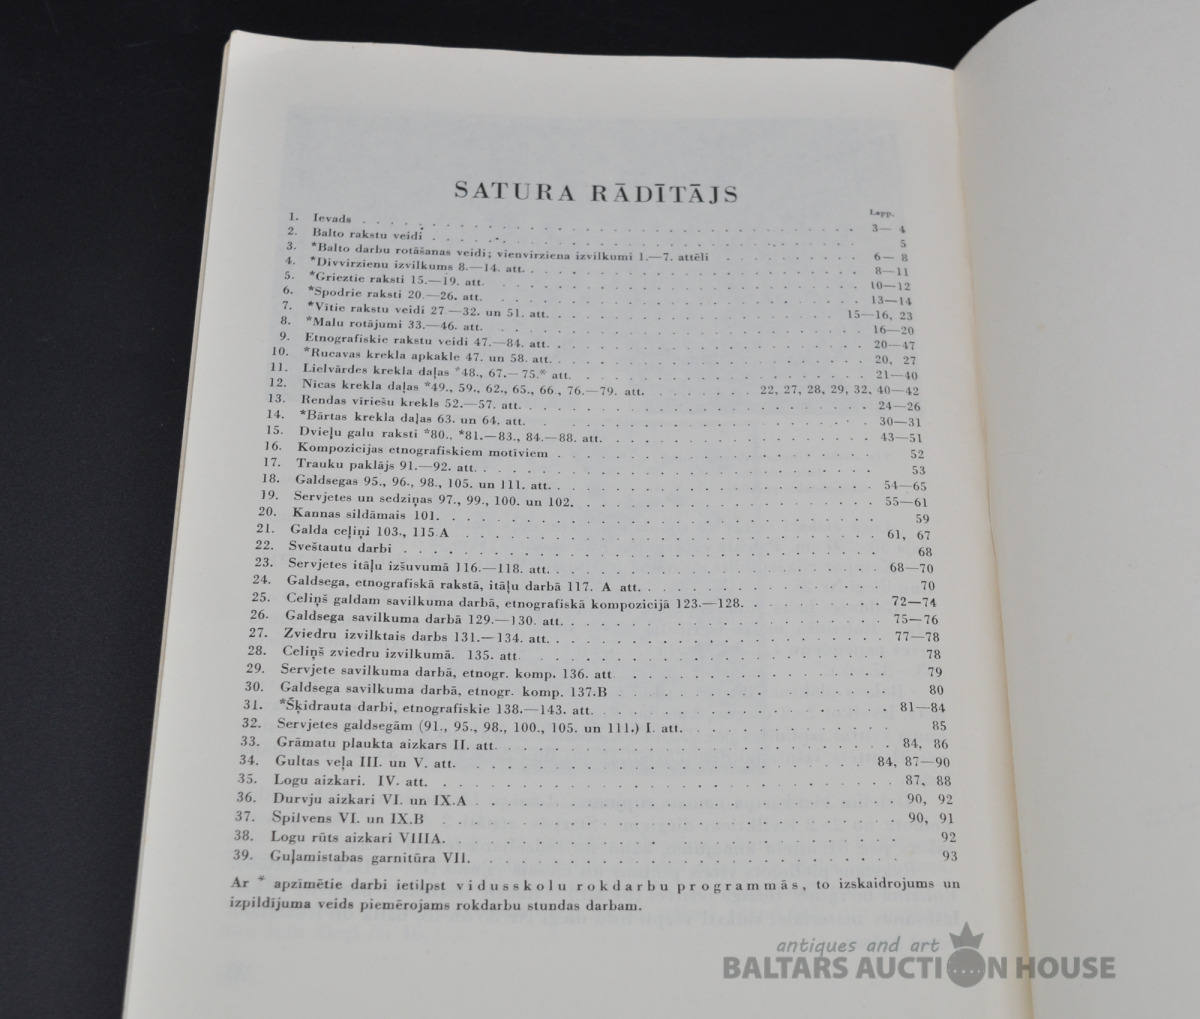 SATURA RĀDĪTĀJS
Lapp.
1. Ievads . . . 3— 4
2. Balto rakstu veidi . . . 5
3. *Balto darbu rotāšanas veidi; vienvirziena izvilkumi 1.—7. attēli . . . 6— 8
4. *Divvirzienu izvilkums 8.—14. att. . . . 8—11
5. *Grieztie raksti 15.—19. att. . . . 10—12
6. *Spodrie raksti 20.—26. att. . . . 13—14
7. *Vītie rakstu veidi 27.—32. un 51. att. . . . 15—16, 23
8. *Malu rotājumi 33.—46. att. . . . 16—20
9. Etnografiskie rakstu veidi 47.—84. att. . . . 20—47
10. *Rucavas krekla apkakle 47. un 58. att. . . . 20, 27
11. Lielvārdes krekla daļas *48., 67.—75.* att. . . . 21—40
12. Nīcas krekla daļas *49., 59., 62., 65., 66., 76.—79. att. . . . 22, 27, 28, 29, 32, 40—42
13. Rendas vīriešu krekls 52.—57. att. . . . 24—26
14. *Bārtas krekla daļas 63. un 64. att. . . . 30—31
15. Dvieļu galu raksti *80., *81.—83., 84.—88. att. . . . 43—51
16. Kompozicijas etnografiskiem motīviem . . . 52
17. Trauku paklājs 91.—92. att. . . . 53
18. Galdsegas 95., 96., 98., 105. un 111. att. . . . 54—65
19. Servjetes un sedziņas 97., 99., 100. un 102. . . . 55—61
20. Kannas sildāmais 101. . . . 59
21. Galda celiņi 103., 115.A . . . 61, 67
22. Sveštautu darbi . . . 68
23. Servjetes itāļu izšuvumā 116.—118. att. . . . 68—70
24. Galdsega, etnografiskā rakstā, itāļu darbā 117. A att. . . . 70
25. Celiņš galdam savilkuma darbā, etnografiskā kompozicijā 123.—128. . . . 72—74
26. Galdsega savilkuma darbā 129.—130. att. . . . 75—76
27. Zviedru izvilktais darbs 131.—134. att. . . . 77—78
28. Celiņš zviedru izvilkumā. 135. att . . . 78
29. Servjete savilkuma darbā, etnogr. komp. 136. att . . . 79
30. Galdsega savilkuma darbā, etnogr. komp. 137.B . . . 80
31. *Šķidrauta darbi, etnografiskie 138.—143. att. . . . 81—84
32. Servjetes galdsegām (91., 95., 98., 100., 105. un 111.) I. att. . . . 85
33. Grāmatu plaukta aizkars II. att. . . . 84, 86
34. Gultas veļa III. un V. att. . . . 84, 87—90
35. Logu aizkari. IV. att. . . . 87, 88
36. Durvju aizkari VI. un IX.A . . . 90, 92
37. Spilvens VI. un IX.B . . . 90, 91
38. Logu rūts aizkari VIIIA. . . . 92
39. Guļamistabas garnitūra VII. . . . 93
Ar * apzīmētie darbi ietilpst vidusskolu rokdarbu programmās, to izskaidrojums un
izpildījuma veids piemērojams rokdarbu stundas darbam.
antiques and art
BALTARS AUCTION HOUSE